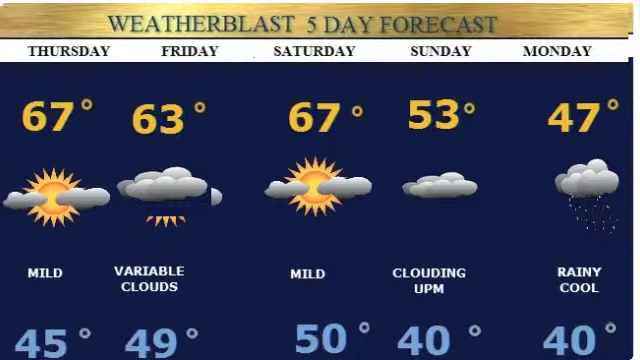 WEATHERBLAST 5 DAY FORECAST
THURSDAY FRIDAY SATURDAY SUNDAY MONDAY
67° 63° 67° 53° 47°
MILD VARIABLE CLOUDS MILD CLOUDING UPM RAINY COOL
45° 49° 50° 40° 40°